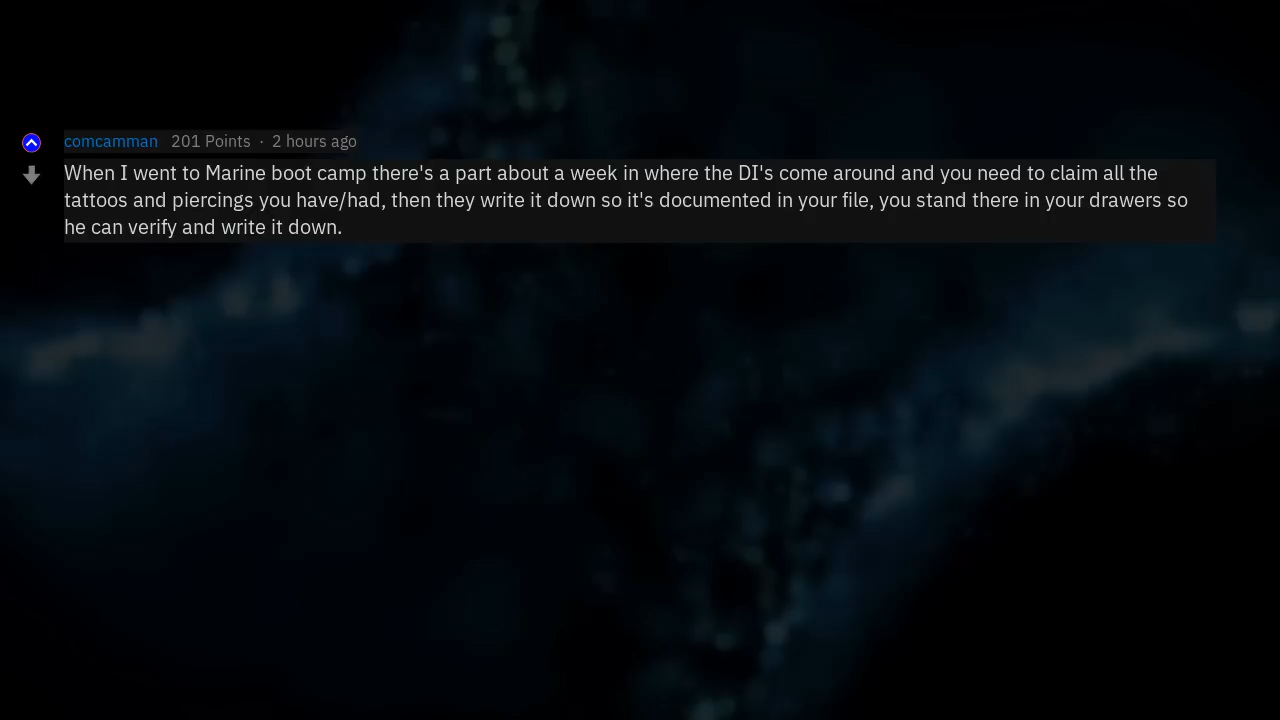 comcamman 201 Points · 2 hours ago
When I went to Marine boot camp there's a part about a week in where the DI's come around and you need to claim all the
tattoos and piercings you have/had, then they write it down so it's documented in your file, you stand there in your drawers so
he can verify and write it down.